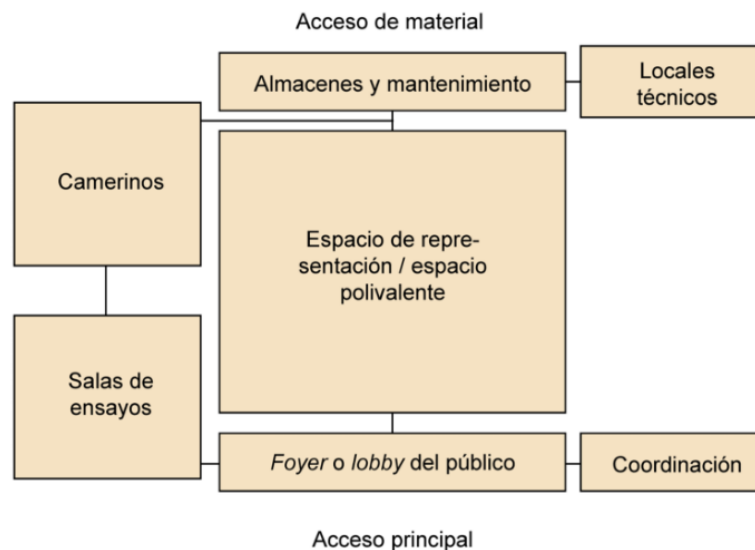 Acceso de material
Almacenes y mantenimiento
Locales
técnicos
Camerinos
Espacio de repre-
sentación / espacio
polivalente
Salas de
ensayos
Foyer o lobby del público
Coordinación
Acceso principal